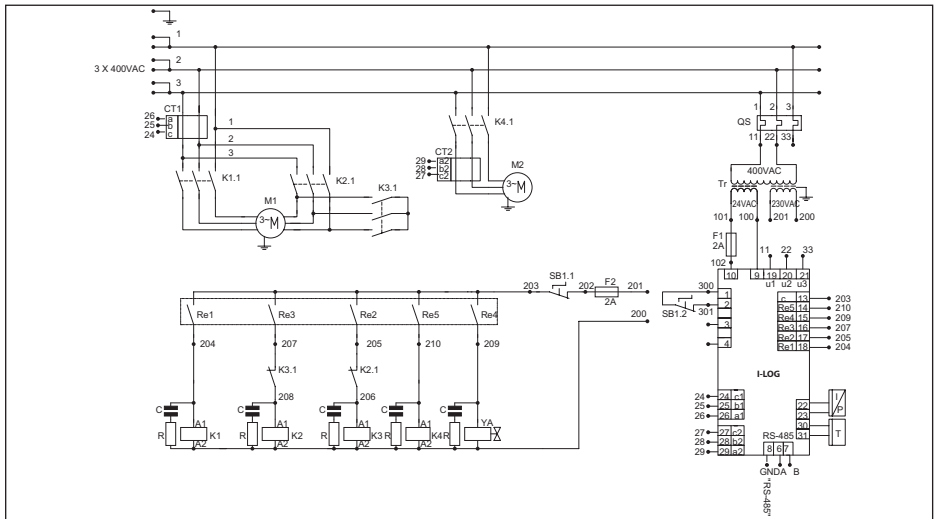 1
2
3 X 400VAC
3
CT1
26 a
25 b
24 c
1
2
3
K1.1
K2.1
K3.1
M1
3~M
K4.1
CT2
29 a2
28 b2
27 c2
M2
3~M
1 2 3
QS
11 22 33
400VAC
Tr
24VAC 230VAC
101 100 201 200
F1
2A
102
11 22 33
10 9 19 20 21
u1 u2 u3
203 SB1.1 202 F2 201
2A
200
300 1
2
SB1.2 301
3
4
c 13 203
Re5 14 210
Re4 15 209
Re3 16 207
Re2 17 205
Re1 18 204
I-LOG
Re1 Re3 Re2 Re5 Re4
204 207 205 210 209
K3.1 K2.1
208 206
C C C C C
R R R R R
A1 A1 A1 A1 YA
K1 K2 K3 K4
A2 A2 A2 A2 A2
24 24 c1
25 25 b1
26 26 a1
27 27 c2
28 28 b2
29 29 a2
22 I/P
23
30 T
31
RS-485
8 6 7
GND A B
"RS-485"